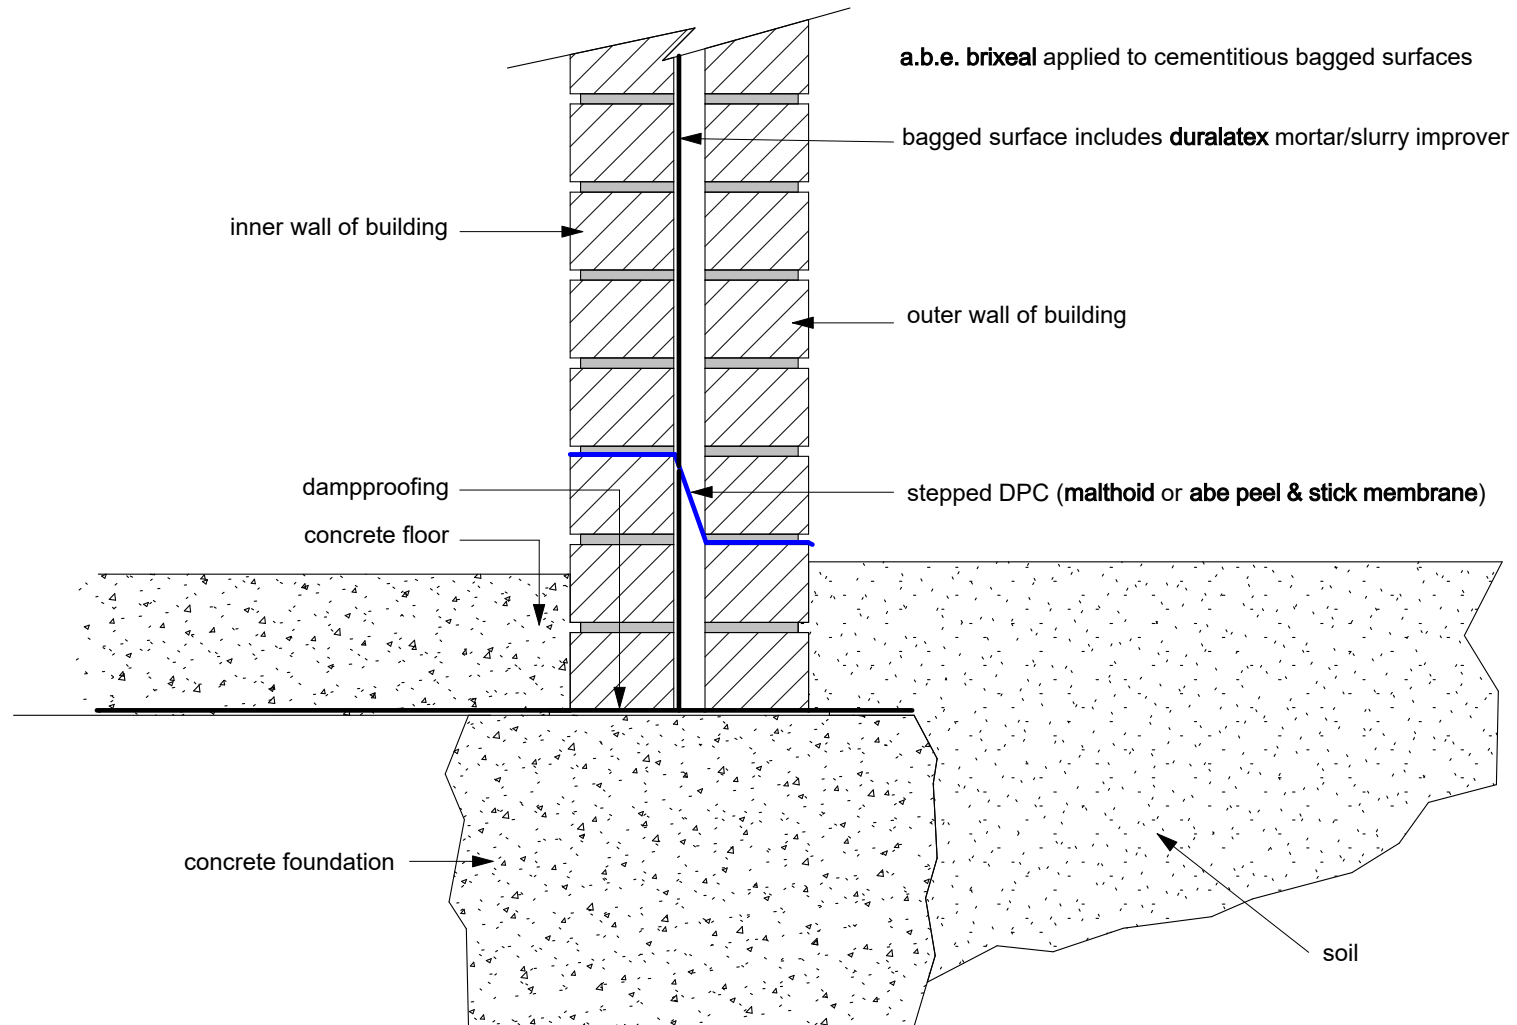 a.b.e. brixeal applied to cementitious bagged surfaces
bagged surface includes duralatex mortar/slurry improver
inner wall of building
outer wall of building
dampproofing
stepped DPC (malthoid or abe peel & stick membrane)
concrete floor
concrete foundation
soil